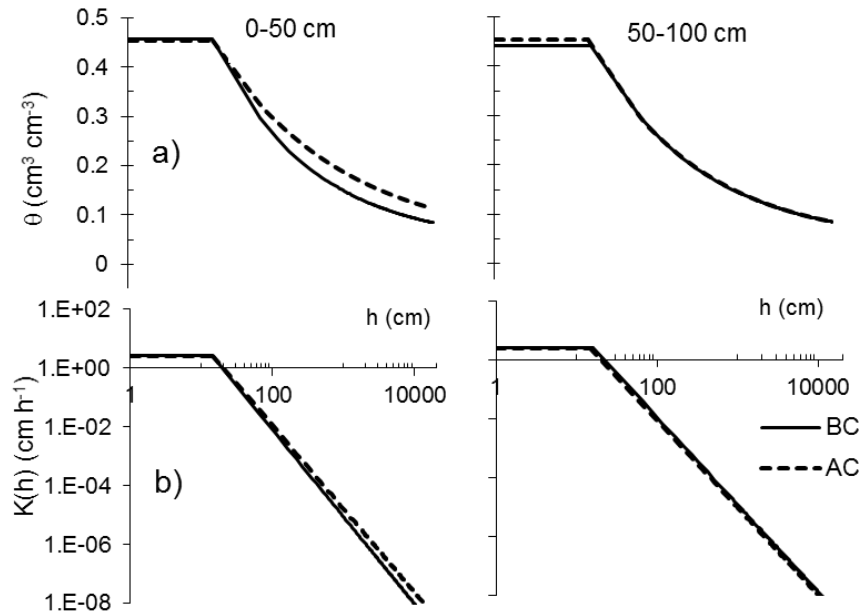 0-50 cm
50-100 cm
0.5
0.4
0.3
0.2
0.1
0
θ (cm³ cm⁻³)
a)
1.E+02
1.E+00
1.E-02
1.E-04
1.E-06
1.E-08
K(h) (cm h⁻¹)
b)
h (cm)
1 100 10000
h (cm)
1 100 10000
BC
AC